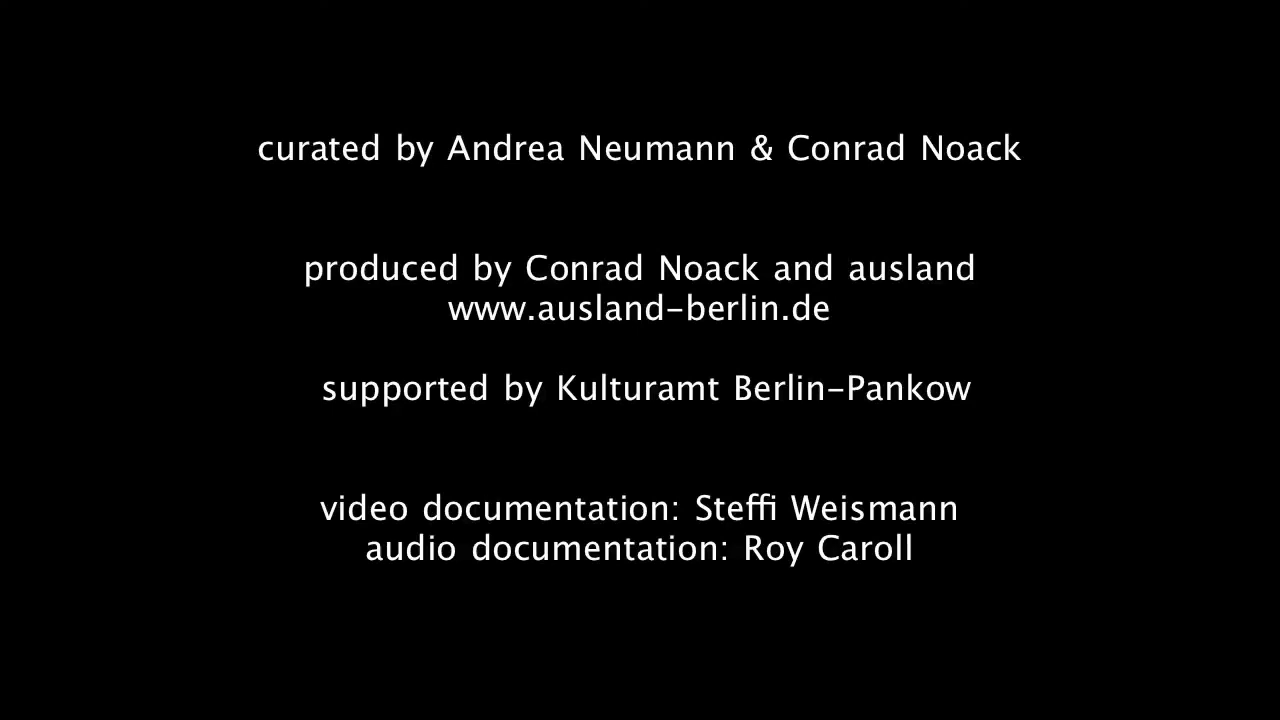 curated by Andrea Neumann & Conrad Noack
produced by Conrad Noack and ausland
www.ausland-berlin.de
supported by Kulturamt Berlin-Pankow
video documentation: Steffi Weismann
audio documentation: Roy Caroll